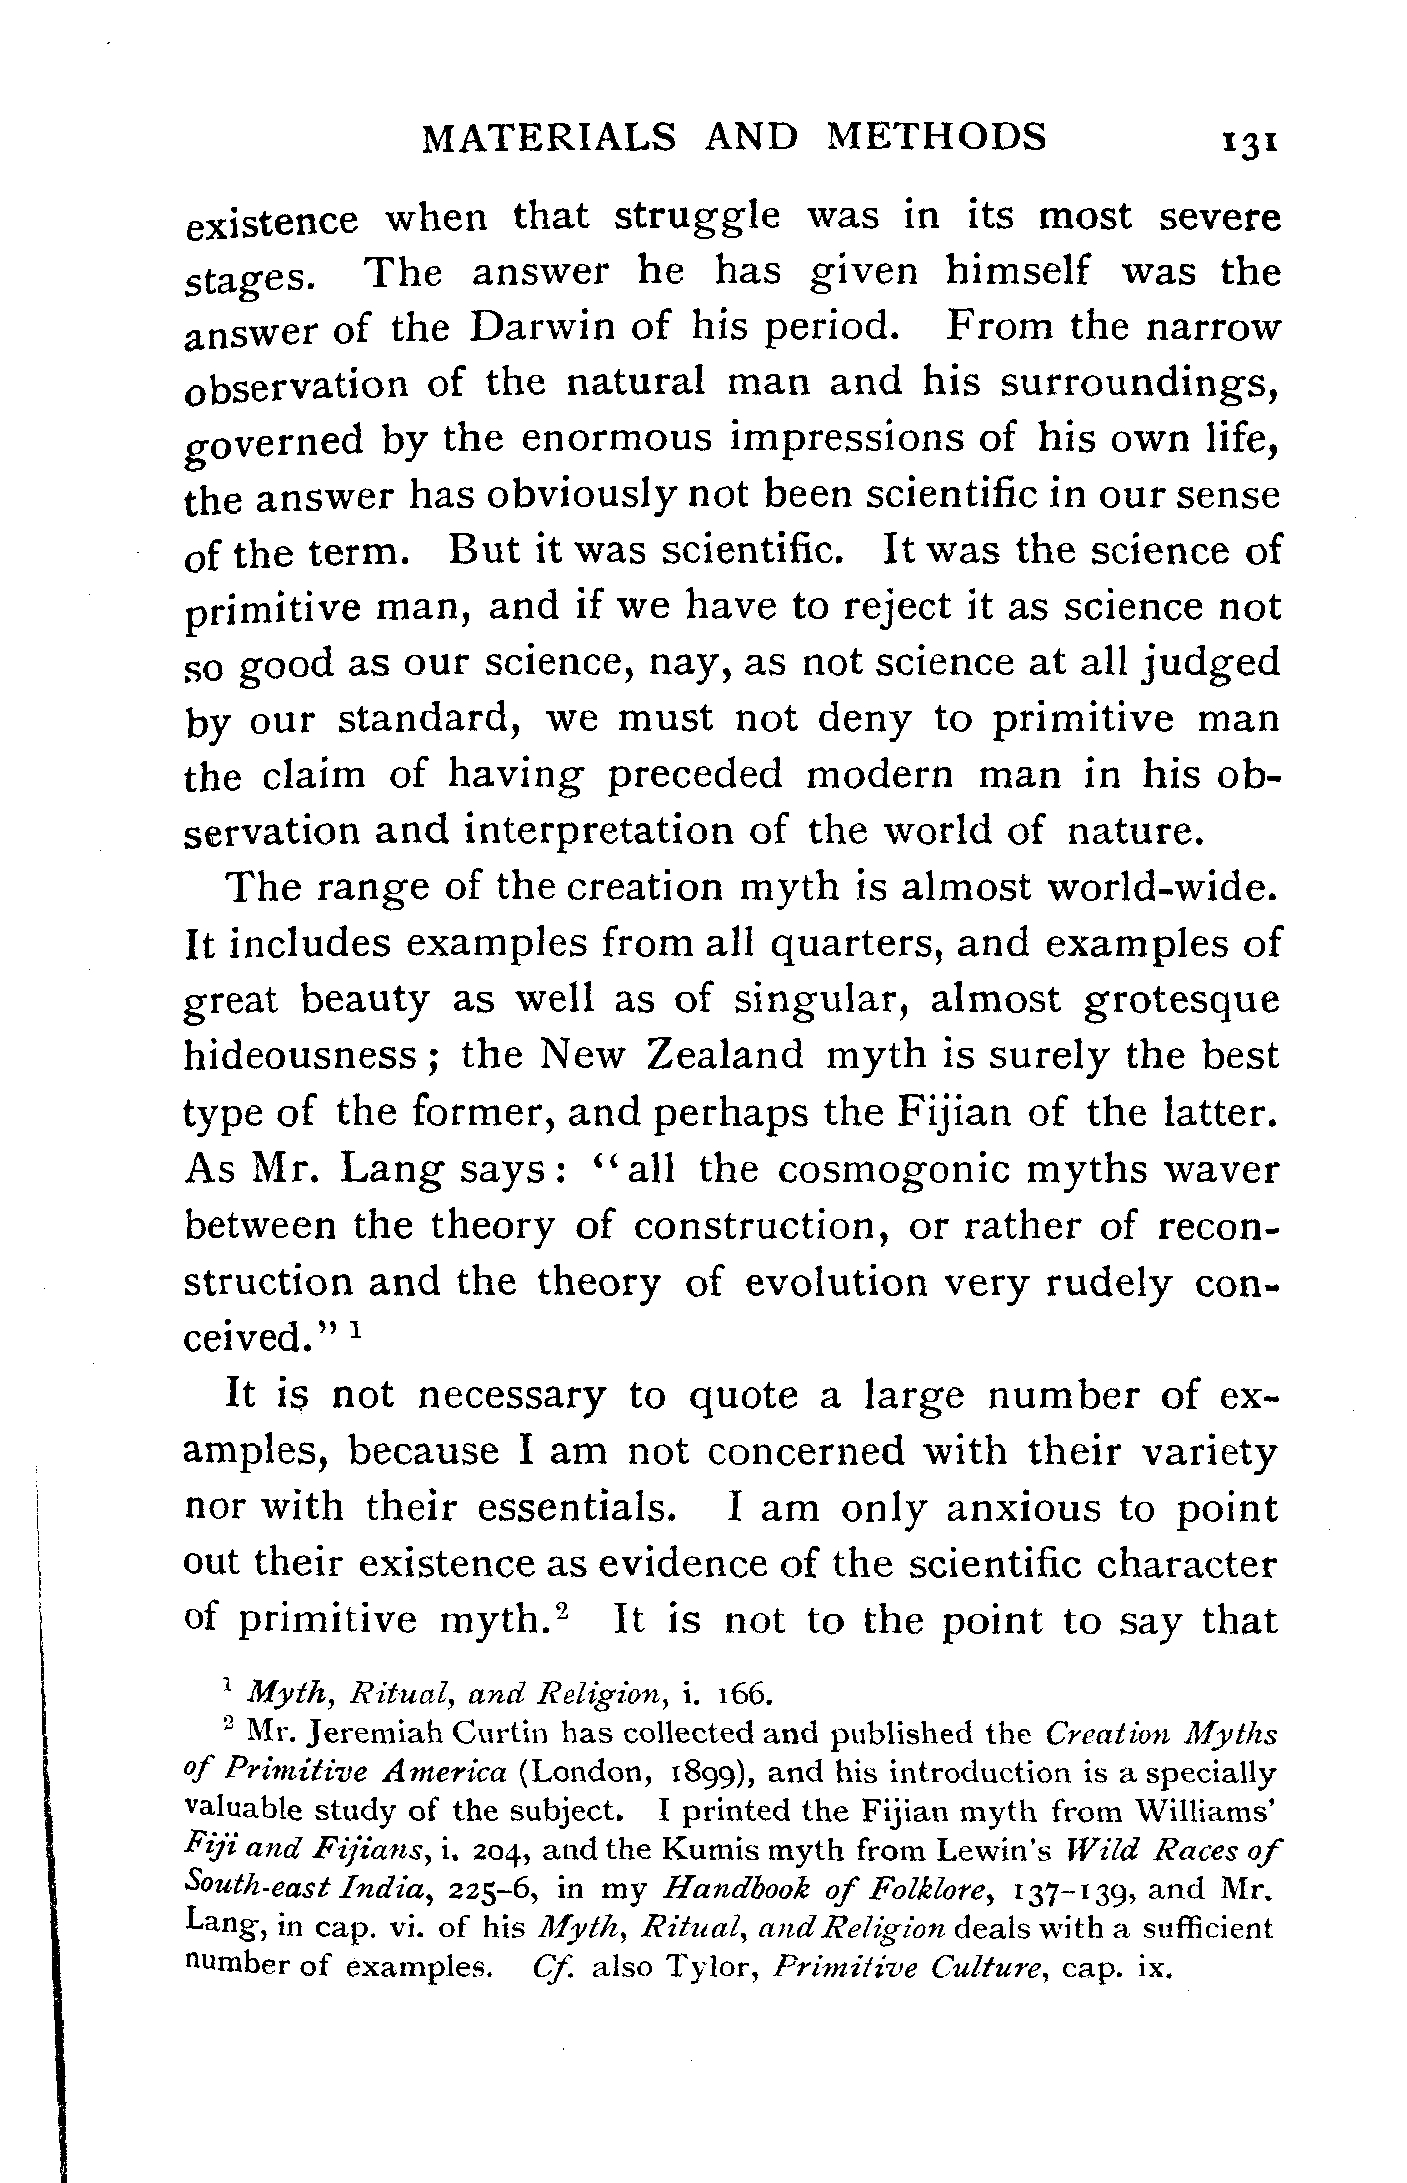 MATERIALS AND METHODS 131
existence when that struggle was in its most severe
stages. The answer he has given himself was the
answer of the Darwin of his period. From the narrow
observation of the natural man and his surroundings,
governed by the enormous impressions of his own life,
the answer has obviously not been scientific in our sense
of the term. But it was scientific. It was the science of
primitive man, and if we have to reject it as science not
so good as our science, nay, as not science at all judged
by our standard, we must not deny to primitive man
the claim of having preceded modern man in his ob-
servation and interpretation of the world of nature.
The range of the creation myth is almost world-wide.
It includes examples from all quarters, and examples of
great beauty as well as of singular, almost grotesque
hideousness; the New Zealand myth is surely the best
type of the former, and perhaps the Fijian of the latter.
As Mr. Lang says: “all the cosmogonic myths waver
between the theory of construction, or rather of recon-
struction and the theory of evolution very rudely con-
ceived.” ¹
It is not necessary to quote a large number of ex-
amples, because I am not concerned with their variety
nor with their essentials. I am only anxious to point
out their existence as evidence of the scientific character
of primitive myth.² It is not to the point to say that
¹ Myth, Ritual, and Religion, i. 166.
² Mr. Jeremiah Curtin has collected and published the Creation Myths
of Primitive America (London, 1899), and his introduction is a specially
valuable study of the subject. I printed the Fijian myth from Williams’
Fiji and Fijians, i. 204, and the Kumis myth from Lewin’s Wild Races of
South-east India, 225–6, in my Handbook of Folklore, 137–139, and Mr.
Lang, in cap. vi. of his Myth, Ritual, and Religion deals with a sufficient
number of examples. Cf. also Tylor, Primitive Culture, cap. ix.